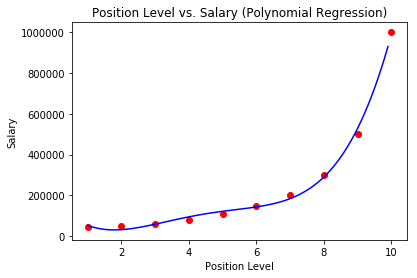 Position Level vs. Salary (Polynomial Regression)
1000000
800000
600000
400000
200000
0
Salary
2 4 6 8 10
Position Level